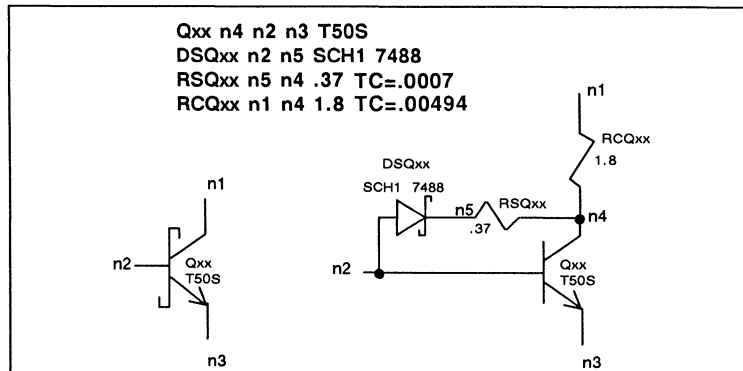 Qxx n4 n2 n3 T50S
DSQxx n2 n5 SCH1 7488
RSQxx n5 n4 .37 TC=.0007
RCQxx n1 n4 1.8 TC=.00494
n1
RCQxx
1.8
DSQxx
SCH1 7488
n5 RSQxx
.37
n4
n1
n2
Qxx
T50S
n3
n2
Qxx
T50S
n3